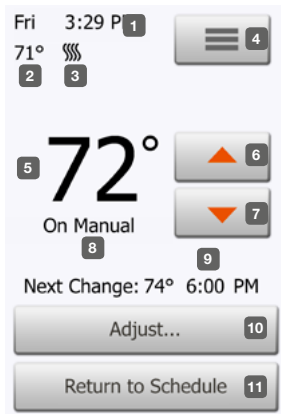 Fri 3:29 P 1
4
71°
2 3
5 72° 6
On Manual 7
8 9
Next Change: 74° 6:00 PM
Adjust... 10
Return to Schedule 11